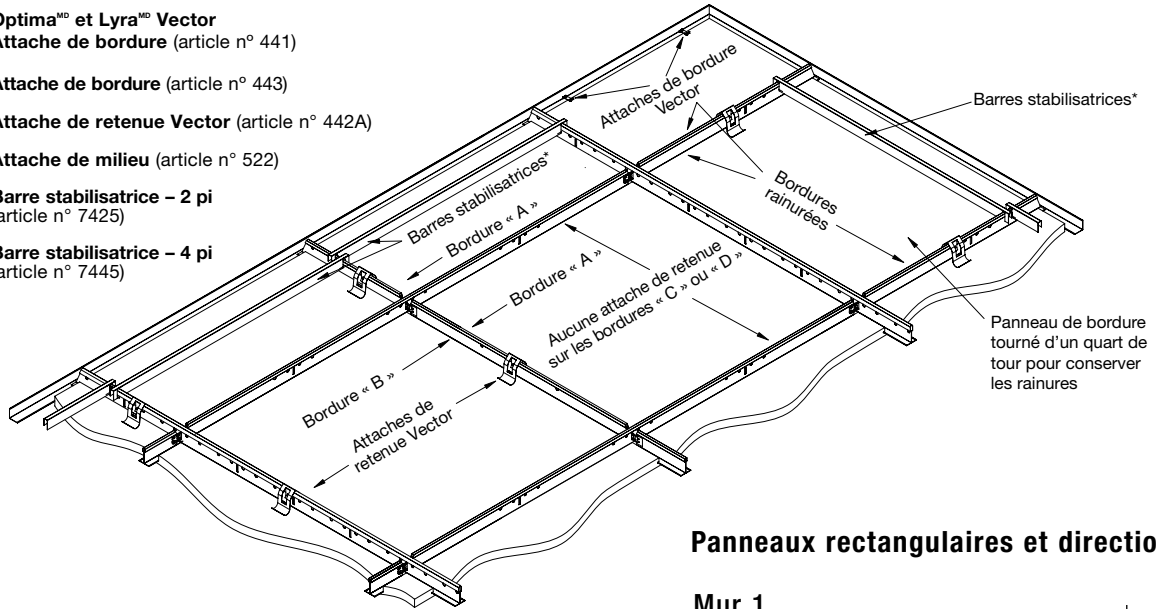 Optimaᴹᴰ et Lyraᴹᴰ Vector
Attache de bordure (article nº 441)
Attache de bordure (article nº 443)
Attache de retenue Vector (article n° 442A)
Attache de milieu (article n° 522)
Barre stabilisatrice – 2 pi
(article n° 7425)
Barre stabilisatrice – 4 pi
(article n° 7445)
Attaches de bordure
Vector
Barres stabilisatrices*
Bordures
rainurées
Barres stabilisatrices*
Bordure « A »
Bordure « A »
Aucune attache de retenue
sur les bordures « C » ou « D »
Bordure « B »
Attaches de
retenue Vector
Panneau de bordure
tourné d'un quart de
tour pour conserver
les rainures
Panneaux rectangulaires et directio
Mur 1